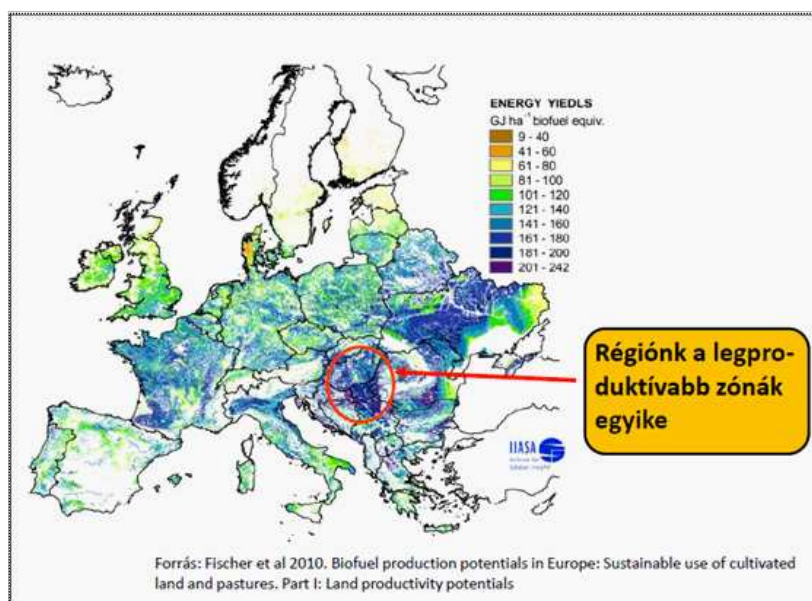 ENERGY YIEDLS
GJ ha⁻¹ biofuel equiv.
9 - 40
41 - 60
61 - 80
81 - 100
101 - 120
121 - 140
141 - 160
161 - 180
181 - 200
201 - 242
Régiónk a legpro-
duktívabb zónák
egyike
IIASA
Forrás: Fischer et al 2010. Biofuel production potentials in Europe: Sustainable use of cultivated
land and pastures. Part I: Land productivity potentials